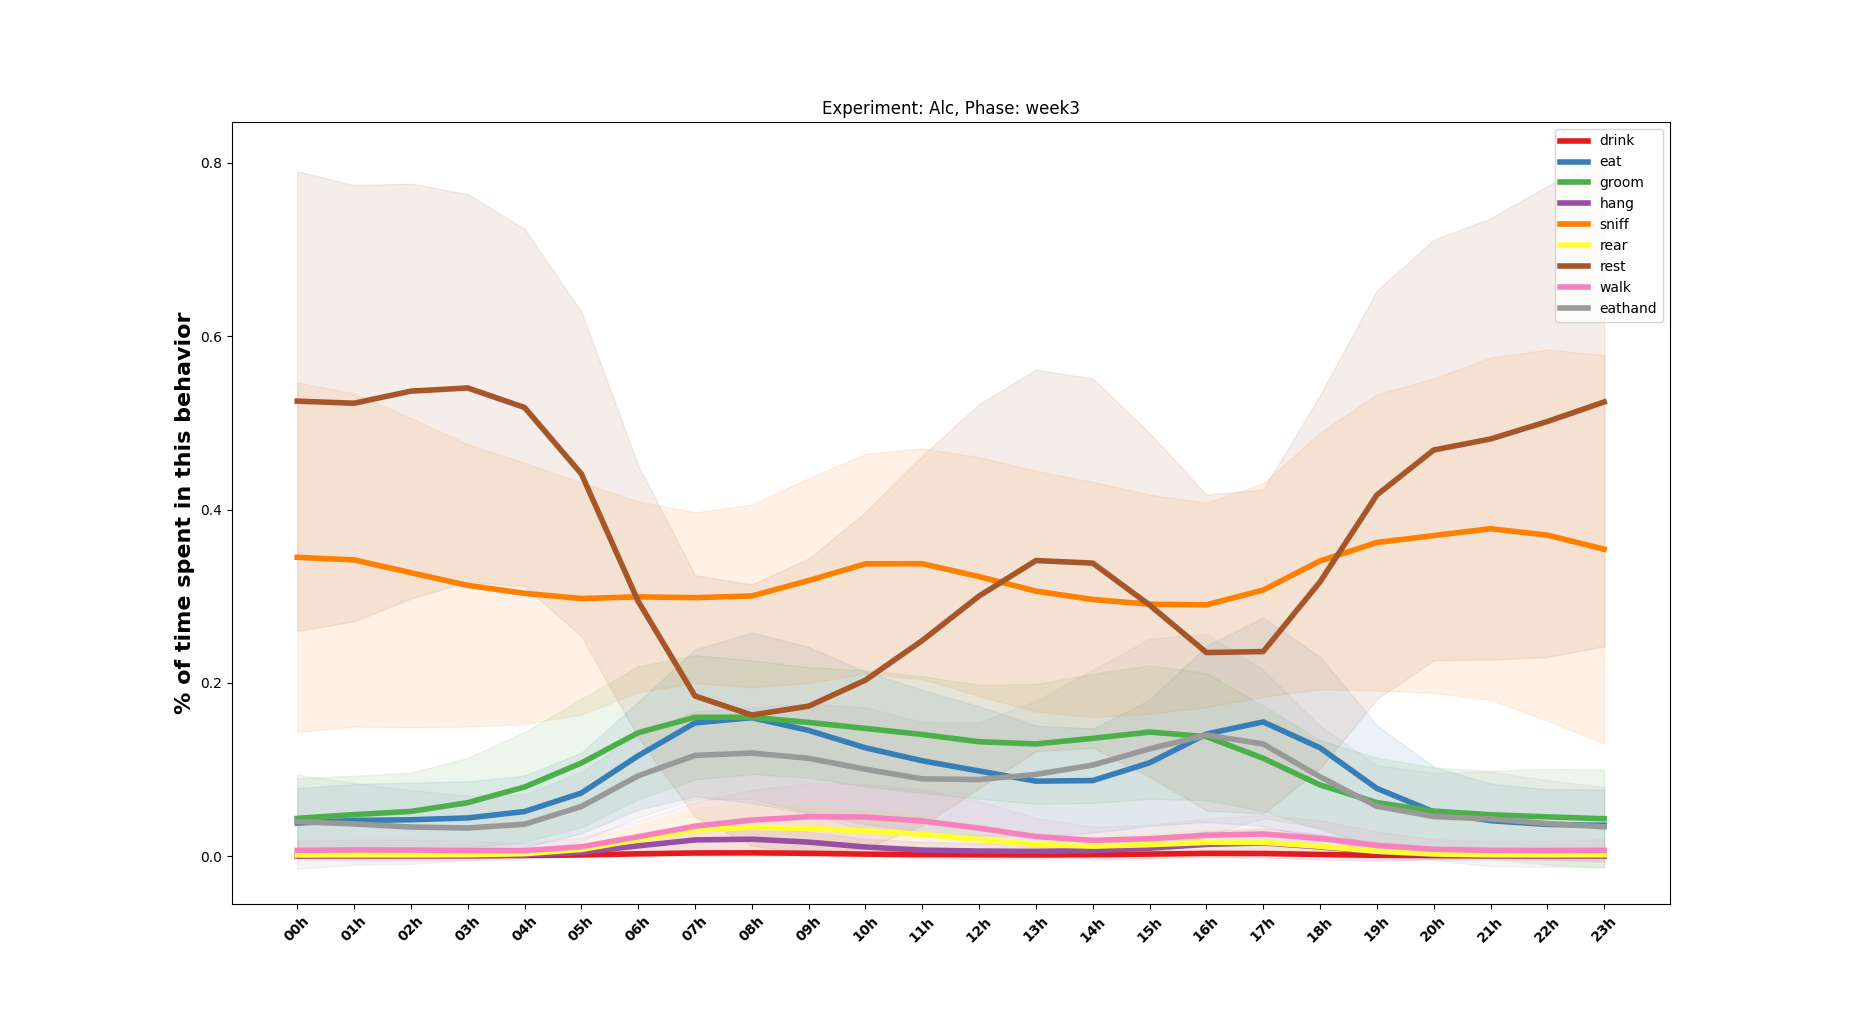 Experiment: Alc, Phase: week3
% of time spent in this behavior
0.8
0.6
0.4
0.2
0.0
drink
eat
groom
hang
sniff
rear
rest
walk
eathand
00h 01h 02h 03h 04h 05h 06h 07h 08h 09h 10h 11h 12h 13h 14h 15h 16h 17h 18h 19h 20h 21h 22h 23h